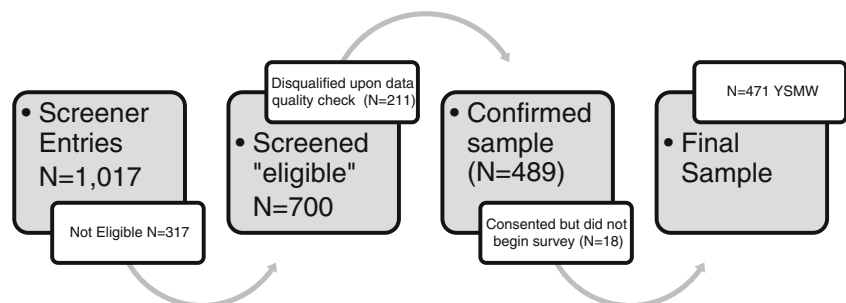 • Screener
Entries
N=1,017
Not Eligible N=317
Disqualified upon data
quality check (N=211)
• Screened
"eligible"
N=700
• Confirmed
sample
(N=489)
Consented but did not
begin survey (N=18)
N=471 YSMW
• Final
Sample